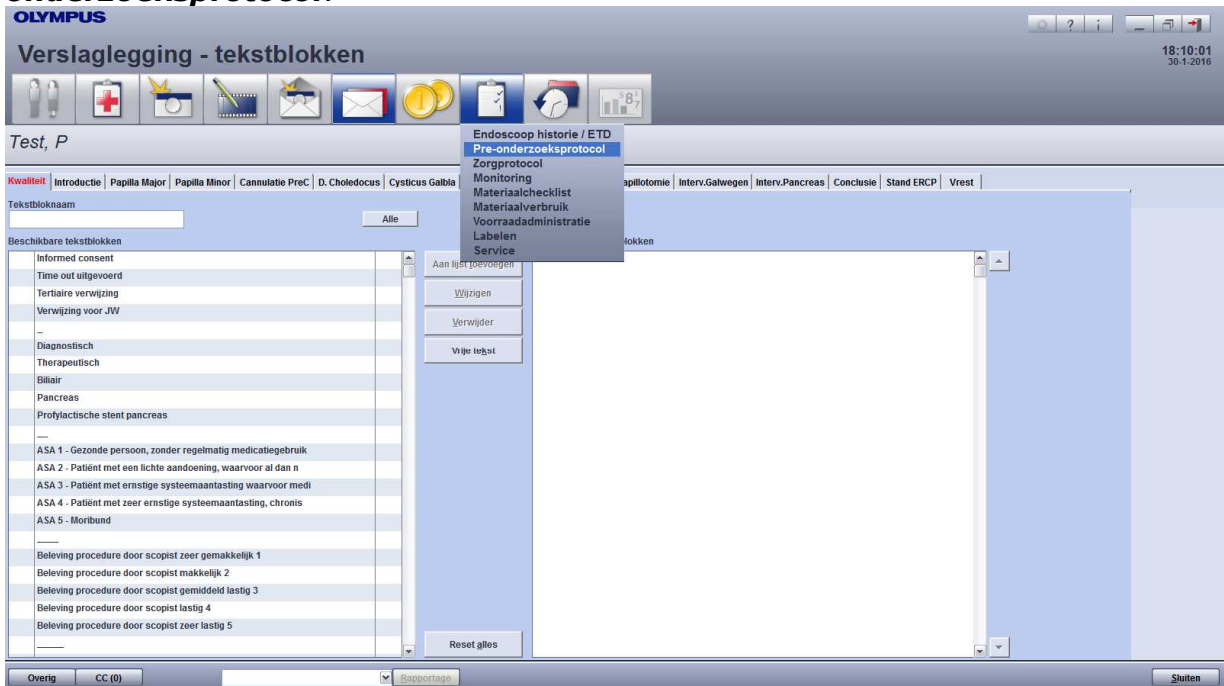 onderzoeksprotocol.
OLYMPUS
? i
Verslaglegging - tekstblokken
18:10:01
30-1-2016
Test, P
Endoscoop historie / ETD
Pre-onderzoeksprotocol
Zorgprotocol
Monitoring
Materiaalchecklist
Materiaalverbruik
Voorraadadministratie
Labelen
Service
Kwaliteit Introductie Papilla Major Papilla Minor Cannulatie PreC D. Choledocus Cysticus Galbla apillotomie Interv.Galwegen Interv.Pancreas Conclusie Stand ERCP Vrest
Tekstbloknaam
Alle
Beschikbare tekstblokken
lokken
Informed consent
Time out uitgevoerd
Tertiaire verwijzing
Verwijzing voor JW
_
Diagnostisch
Therapeutisch
Biliair
Pancreas
Profylactische stent pancreas
__
ASA 1 - Gezonde persoon, zonder regelmatig medicatiegebruik
ASA 2 - Patiënt met een lichte aandoening, waarvoor al dan n
ASA 3 - Patiënt met ernstige systeemaantasting waarvoor medi
ASA 4 - Patiënt met zeer ernstige systeemaantasting, chronis
ASA 5 - Moribund
____
Beleving procedure door scopist zeer gemakkelijk 1
Beleving procedure door scopist makkelijk 2
Beleving procedure door scopist gemiddeld lastig 3
Beleving procedure door scopist lastig 4
Beleving procedure door scopist zeer lastig 5
_____
Aan lijst toevoegen
Wijzigen
Verwijder
Vrije tekst
Reset alles
Overig CC (0) Rapportage Sluiten